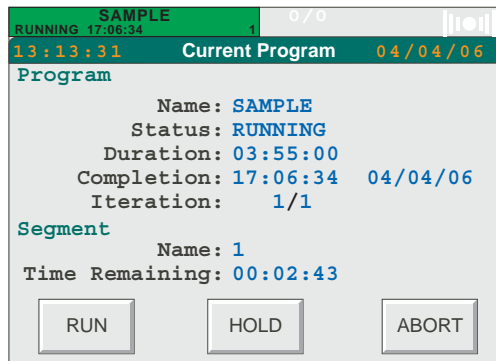 SAMPLE 0/0
RUNNING 17:06:34 1
13:13:31 Current Program 04/04/06
Program
Name: SAMPLE
Status: RUNNING
Duration: 03:55:00
Completion: 17:06:34 04/04/06
Iteration: 1/1
Segment
Name: 1
Time Remaining: 00:02:43
RUN HOLD ABORT